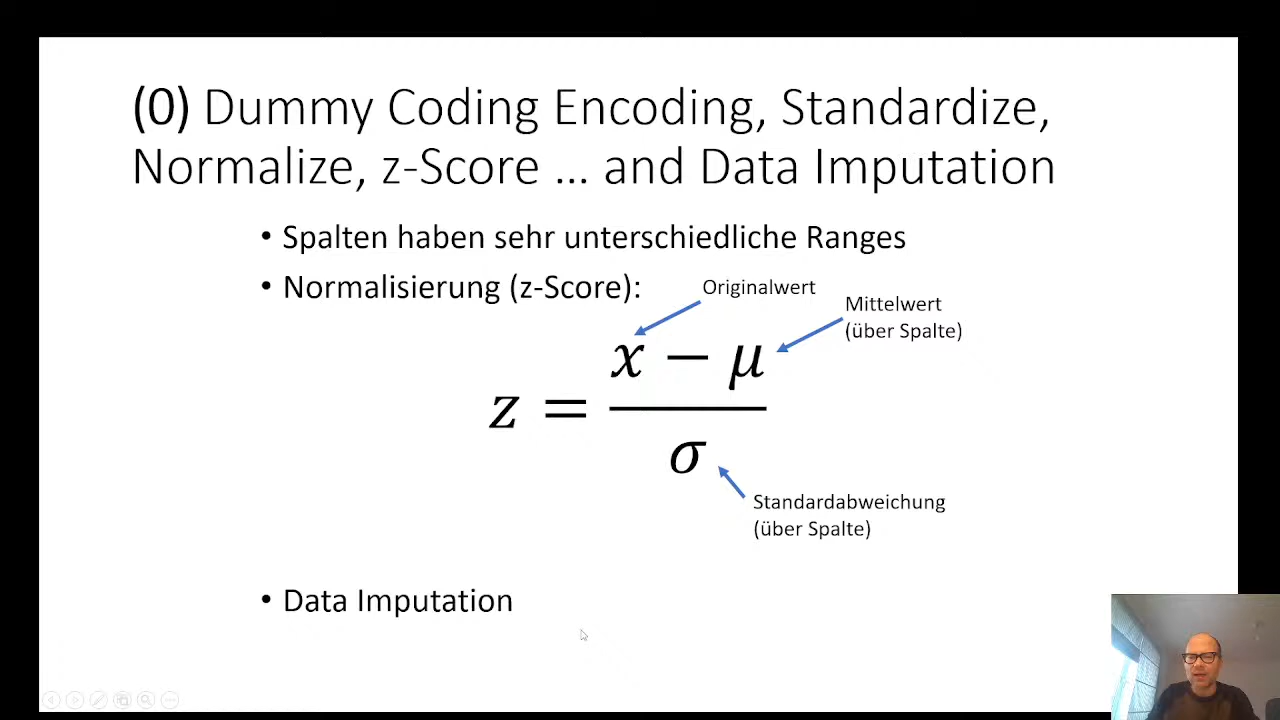 (0) Dummy Coding Encoding, Standardize,
Normalize, z-Score … and Data Imputation
• Spalten haben sehr unterschiedliche Ranges
• Normalisierung (z-Score):
Originalwert
Mittelwert
(über Spalte)
z = (x − μ) / σ
Standardabweichung
(über Spalte)
• Data Imputation